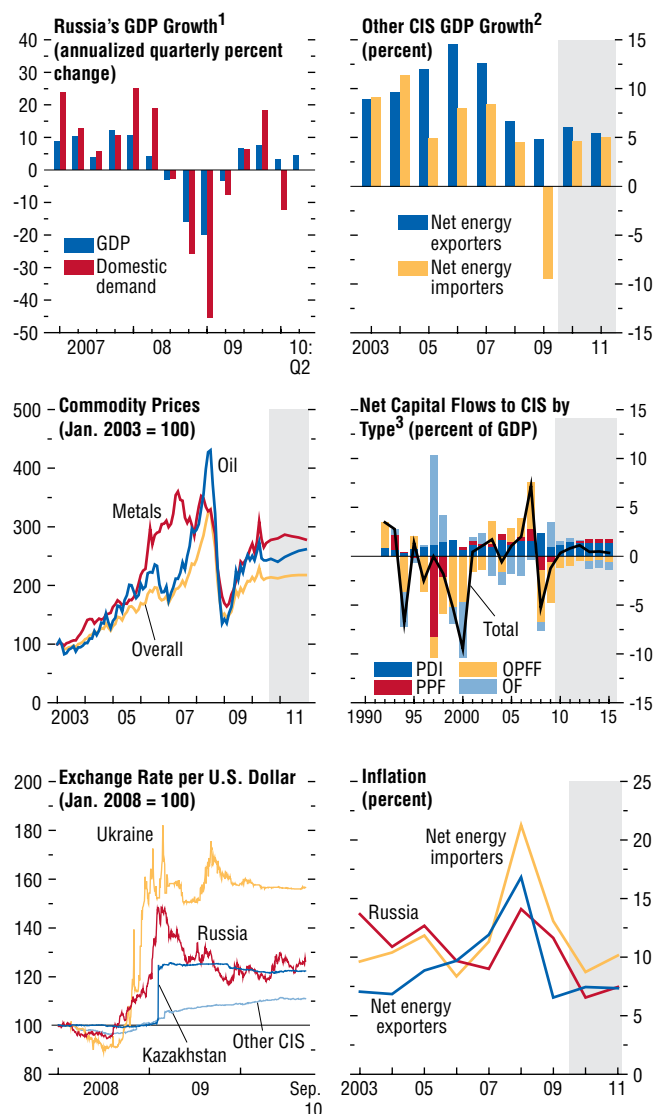 Russia's GDP Growth1
(annualized quarterly percent
change)
40
30
20
10
0
-10
-20
-30
-40
-50
GDP
Domestic
demand
2007
08
09
10:
Q2
Other CIS GDP Growth2
(percent)
15
10
5
0
-5
-10
-15
Net energy
exporters
Net energy
importers
2003
05
07
09
11
Commodity Prices
(Jan. 2003 = 100)
500
400
300
200
100
0
Oil
Metals
Overall
2003
05
07
09
11
Net Capital Flows to CIS by
Type3 (percent of GDP)
15
10
5
0
-5
-10
-15
Total
PDI
OPFF
PPF
OF
1990
95
2000
05
10
15
Exchange Rate per U.S. Dollar
(Jan. 2008 = 100)
200
180
160
140
120
100
80
Ukraine
Russia
Kazakhstan
Other CIS
2008
09
Sep.
10
Inflation
(percent)
25
20
15
10
5
0
Net energy
importers
Russia
Net energy
exporters
2003
05
07
09
11